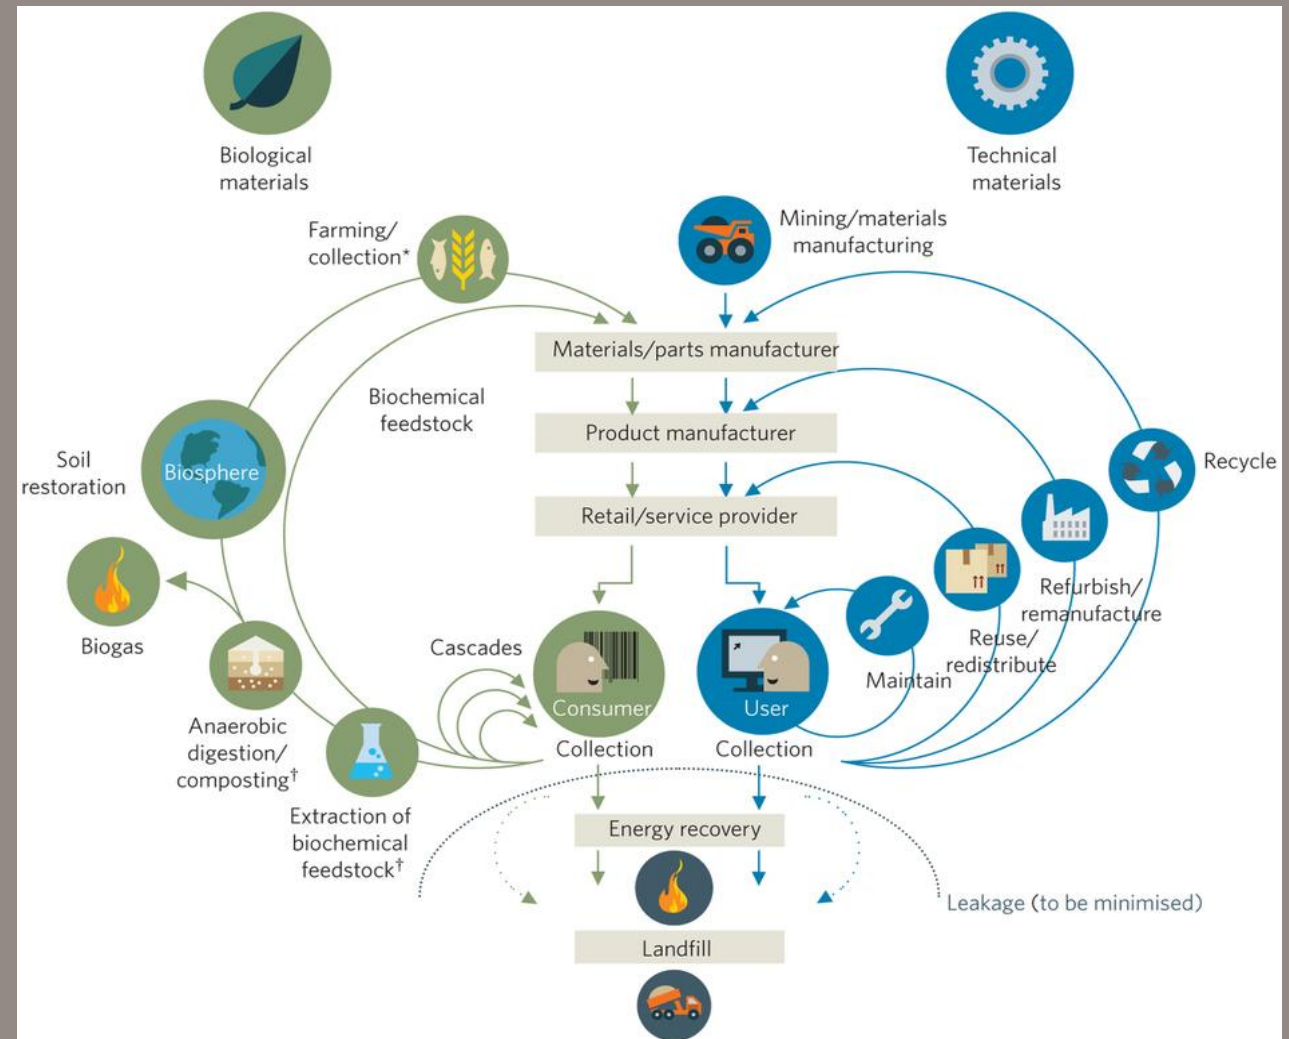 Biological
materials
Technical
materials
Farming/
collection*
Mining/materials
manufacturing
Materials/parts manufacturer
Biochemical
feedstock
Product manufacturer
Soil
restoration
Biosphere
Recycle
Retail/service provider
Biogas
Refurbish/
remanufacture
Reuse/
redistribute
Maintain
Cascades
Consumer
User
Collection
Collection
Anaerobic
digestion/
composting†
Extraction of
biochemical
feedstock†
Energy recovery
Leakage (to be minimised)
Landfill